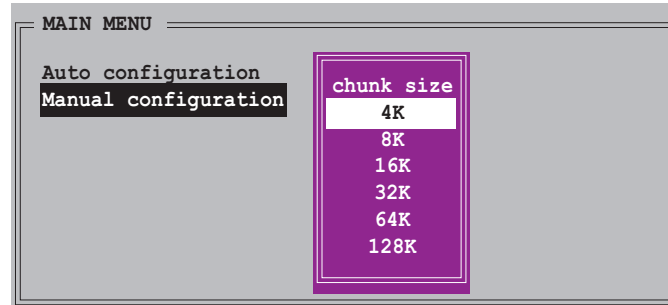 MAIN MENU
Auto configuration
Manual configuration
chunk size
4K
8K
16K
32K
64K
128K